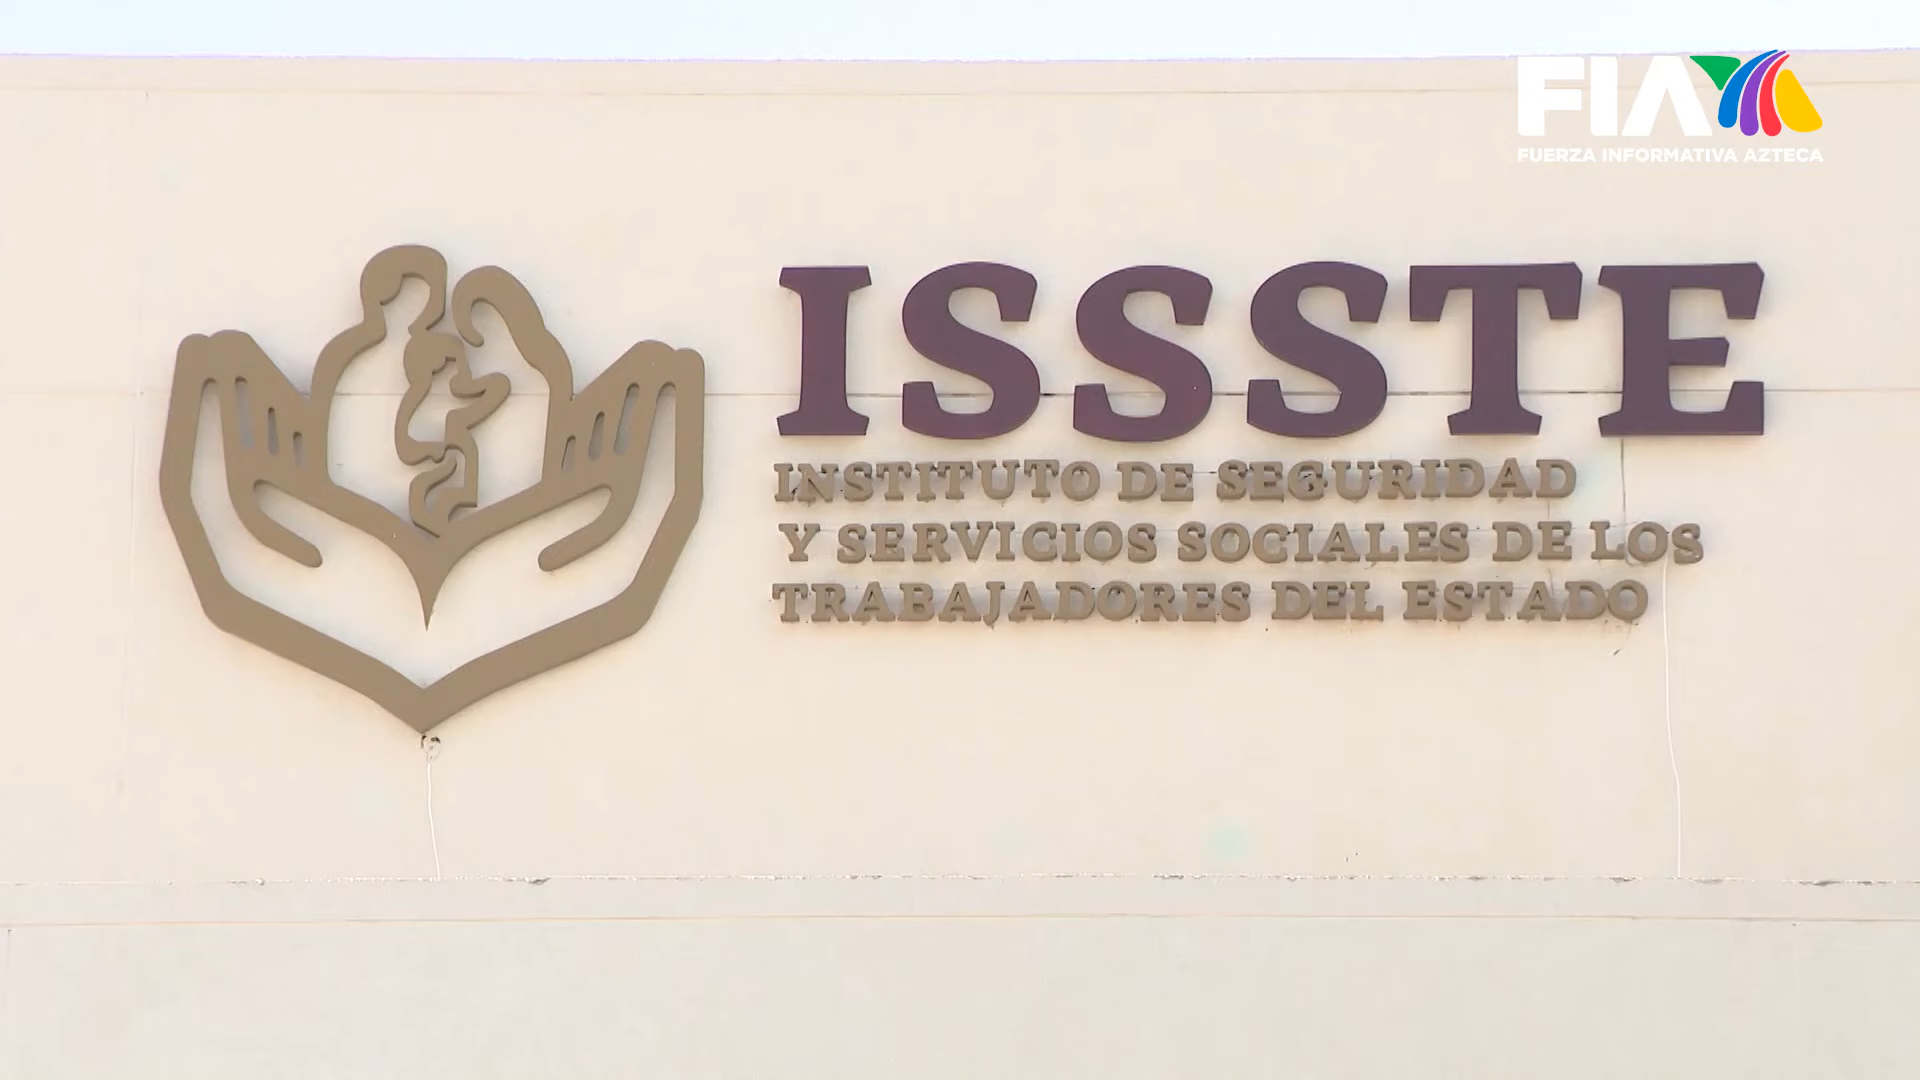 FIA
FUERZA INFORMATIVA AZTECA
ISSSTE
INSTITUTO DE SEGURIDAD
Y SERVICIOS SOCIALES DE LOS
TRABAJADORES DEL ESTADO